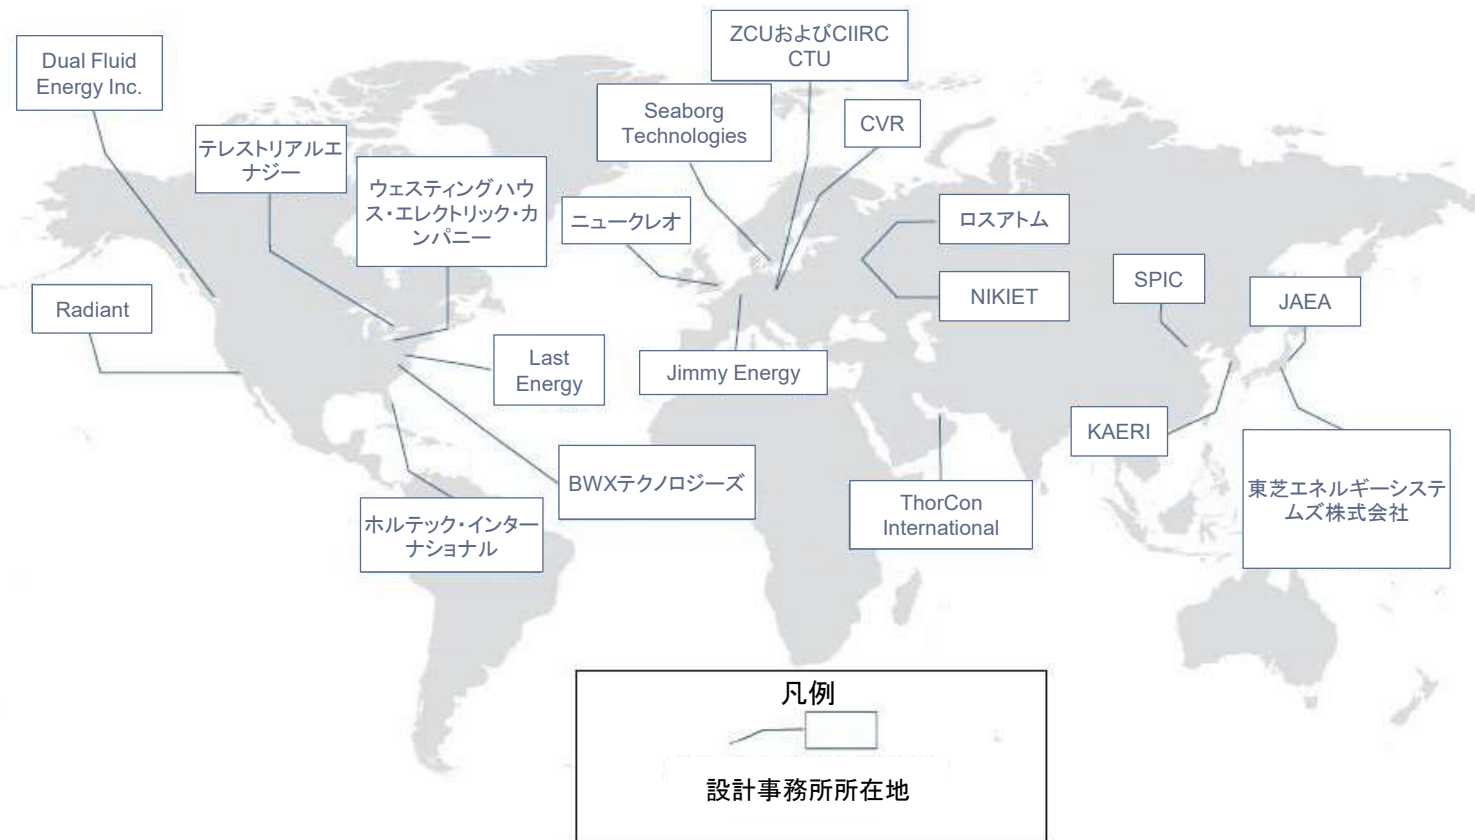 ZCUおよびCIIRC
CTU
Dual Fluid
Energy Inc.
Seaborg
Technologies
CVR
テレストリアルエ
ナジー
ウェスティングハウ
ス・エレクトリック・カ
ンパニー
ニュークレオ
ロスアトム
SPIC
NIKIET
JAEA
Radiant
Last
Energy
Jimmy Energy
KAERI
BWXテクノロジーズ
ThorCon
International
東芝エネルギーシステ
ムズ株式会社
ホルテック・インター
ナショナル
凡例
設計事務所所在地